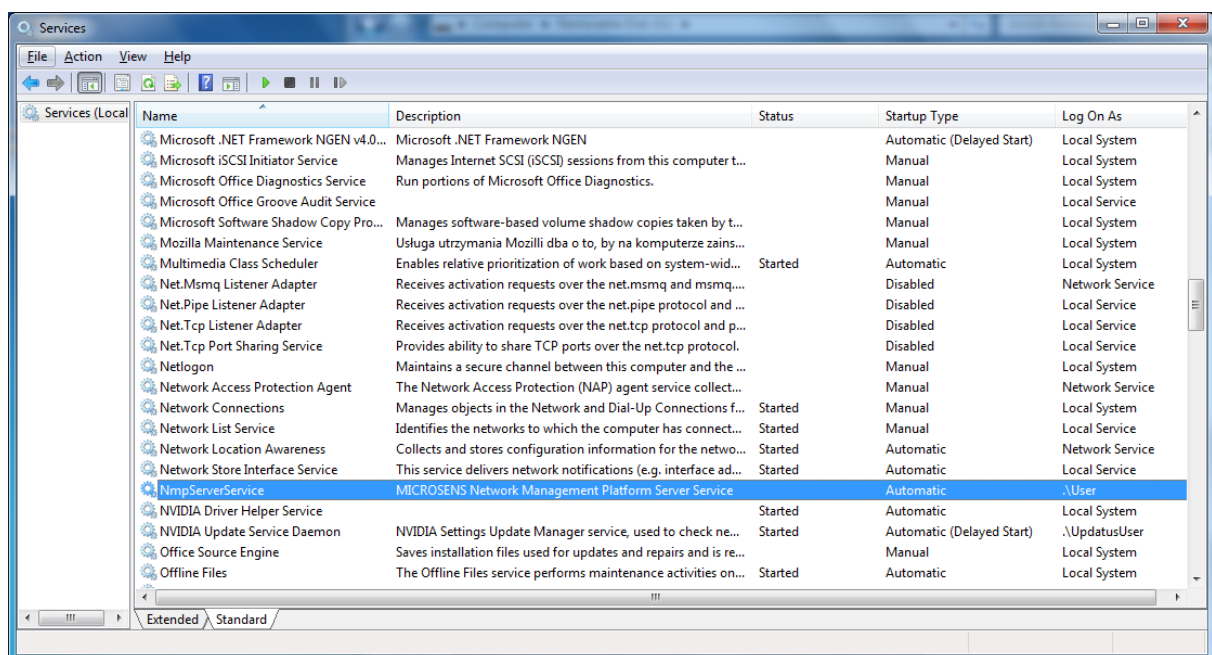 Services
File Action View Help
Services (Local
Name Description Status Startup Type Log On As
Microsoft .NET Framework NGEN v4.0... Microsoft .NET Framework NGEN Automatic (Delayed Start) Local System
Microsoft iSCSI Initiator Service Manages Internet SCSI (iSCSI) sessions from this computer t... Manual Local System
Microsoft Office Diagnostics Service Run portions of Microsoft Office Diagnostics. Manual Local System
Microsoft Office Groove Audit Service Manual Local Service
Microsoft Software Shadow Copy Pro... Manages software-based volume shadow copies taken by t... Manual Local System
Mozilla Maintenance Service Usługa utrzymania Mozilli dba o to, by na komputerze zains... Manual Local System
Multimedia Class Scheduler Enables relative prioritization of work based on system-wid... Started Automatic Local System
Net.Msmq Listener Adapter Receives activation requests over the net.msmq and msmq.... Disabled Network Service
Net.Pipe Listener Adapter Receives activation requests over the net.pipe protocol and ... Disabled Local Service
Net.Tcp Listener Adapter Receives activation requests over the net.tcp protocol and p... Disabled Local Service
Net.Tcp Port Sharing Service Provides ability to share TCP ports over the net.tcp protocol. Disabled Local Service
Netlogon Maintains a secure channel between this computer and the ... Manual Local System
Network Access Protection Agent The Network Access Protection (NAP) agent service collect... Manual Network Service
Network Connections Manages objects in the Network and Dial-Up Connections f... Started Manual Local System
Network List Service Identifies the networks to which the computer has connect... Started Manual Local Service
Network Location Awareness Collects and stores configuration information for the netwo... Started Automatic Network Service
Network Store Interface Service This service delivers network notifications (e.g. interface ad... Started Automatic Local Service
NmpServerService MICROSENS Network Management Platform Server Service Automatic .\User
NVIDIA Driver Helper Service Started Automatic Local System
NVIDIA Update Service Daemon NVIDIA Settings Update Manager service, used to check ne... Started Automatic (Delayed Start) .\UpdatusUser
Office Source Engine Saves installation files used for updates and repairs and is re... Manual Local System
Offline Files The Offline Files service performs maintenance activities on... Started Automatic Local System
Extended Standard